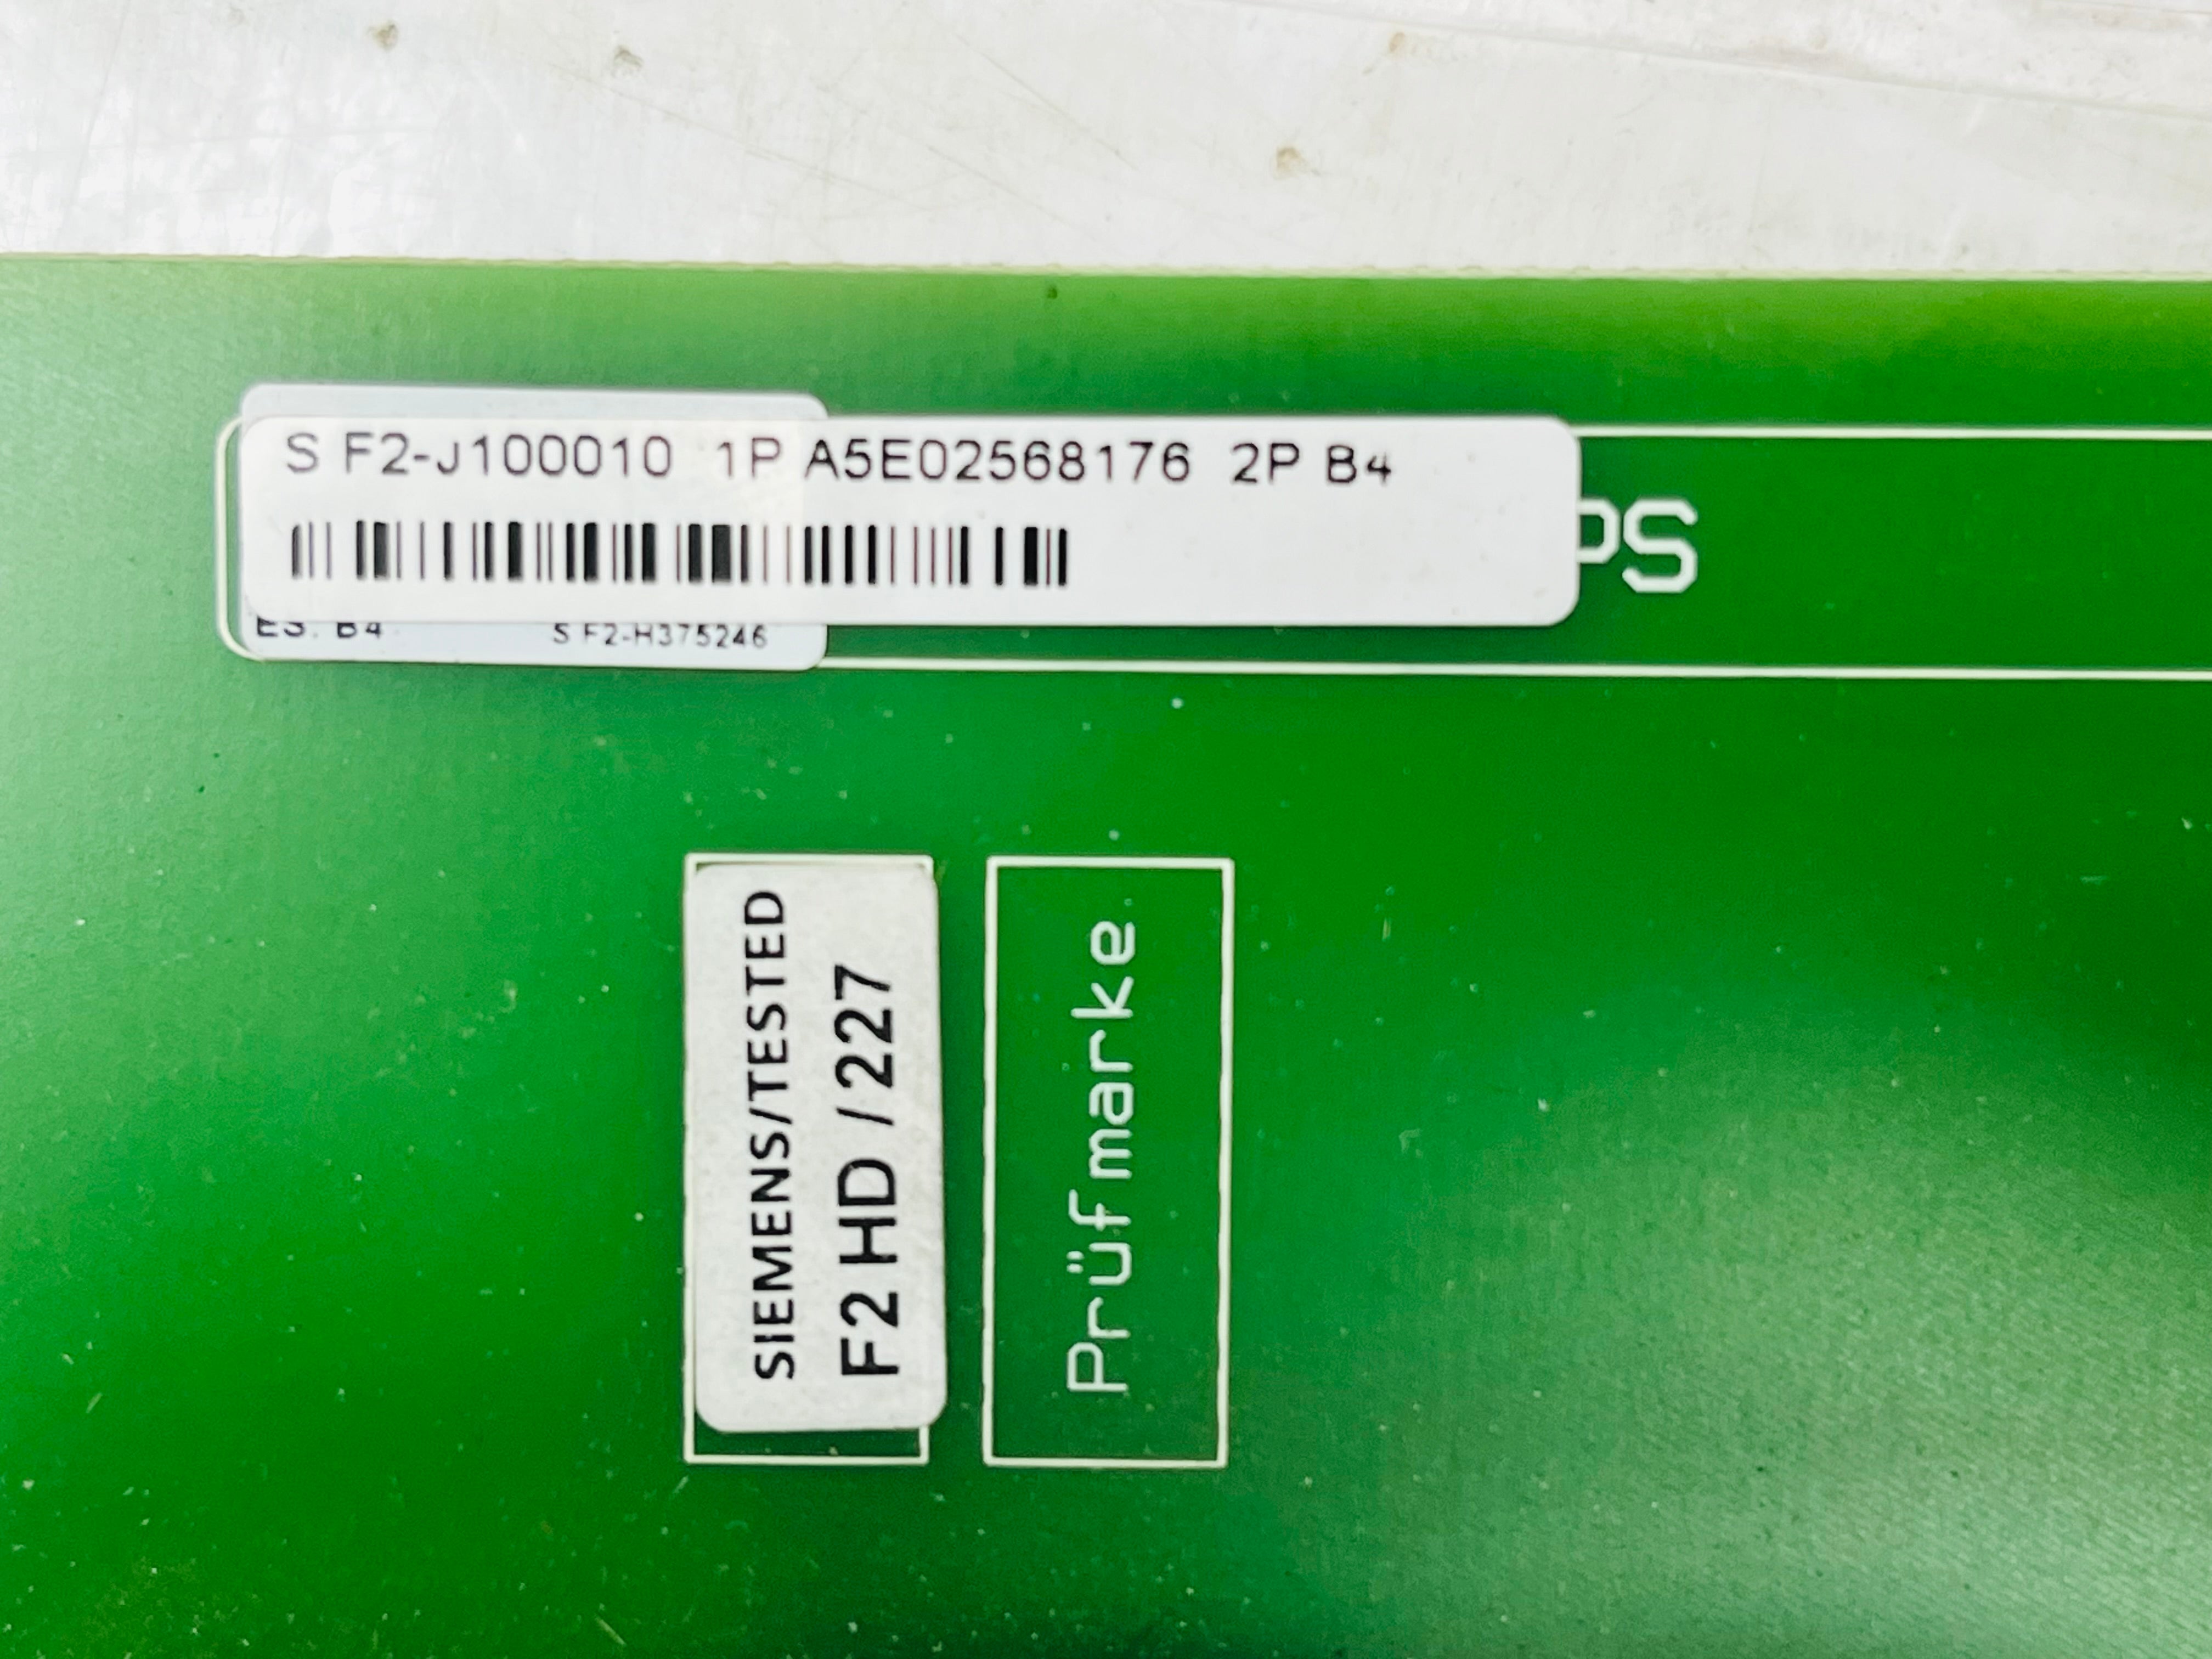 S F2-J100010 1P A5E02568176 2P B4
PS
ES. B4 S F2-H375246
SIEMENS/TESTED
F2 HD / 227
Prüfmarke